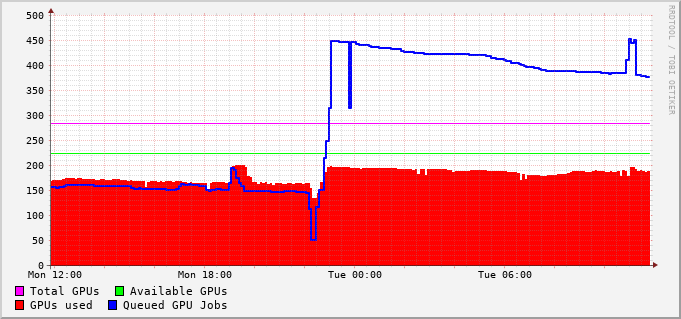 RRDTOOL / TOBI OETIKER
500
450
400
350
300
250
200
150
100
50
0
Mon 12:00 Mon 18:00 Tue 00:00 Tue 06:00
Total GPUs Available GPUs
GPUs used Queued GPU Jobs